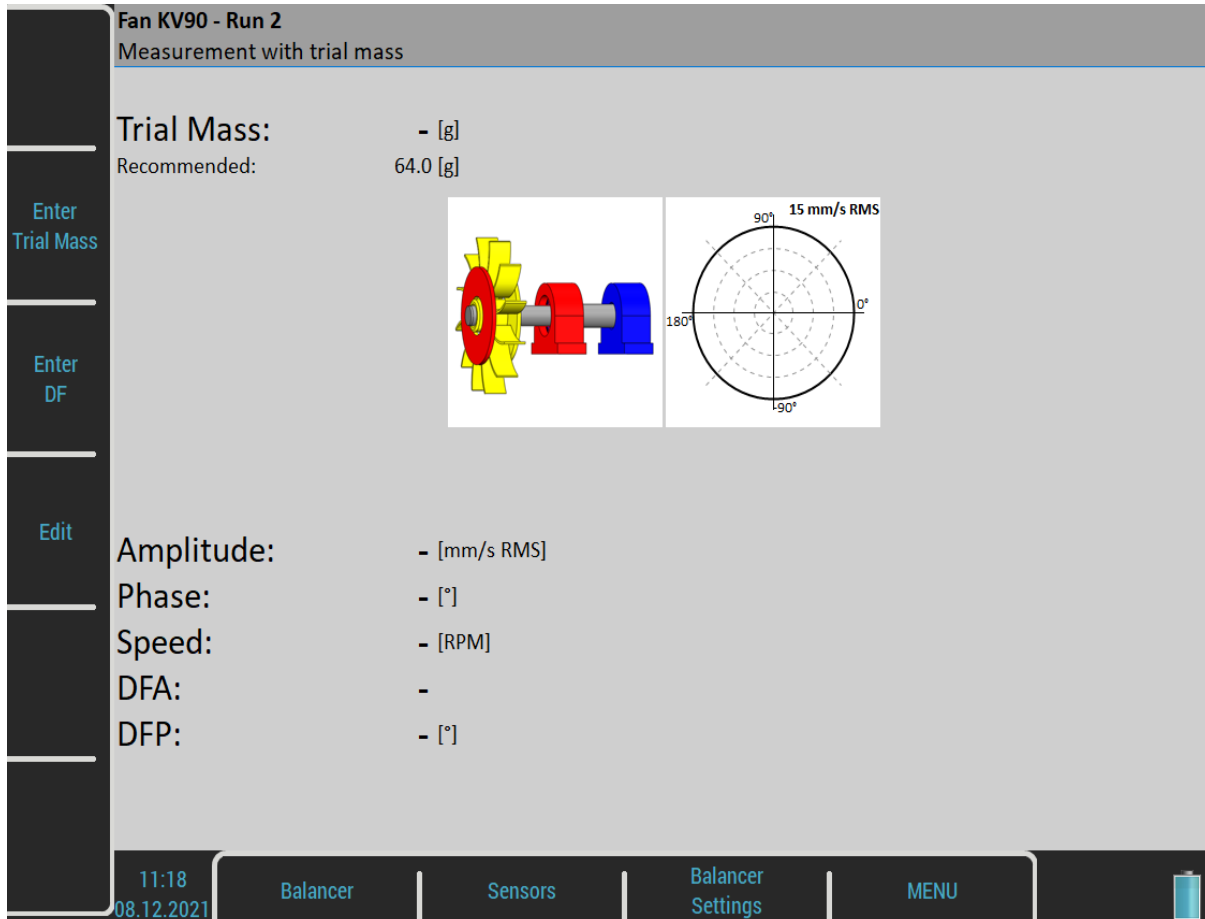 Fan KV90 - Run 2
Measurement with trial mass
Trial Mass: - [g]
Recommended: 64.0 [g]
Enter
Trial Mass
15 mm/s RMS
90°
0°
180°
-90°
Enter
DF
Edit
Amplitude: - [mm/s RMS]
Phase: - [°]
Speed: - [RPM]
DFA: -
DFP: - [°]
11:18
08.12.2021
Balancer
Sensors
Balancer
Settings
MENU